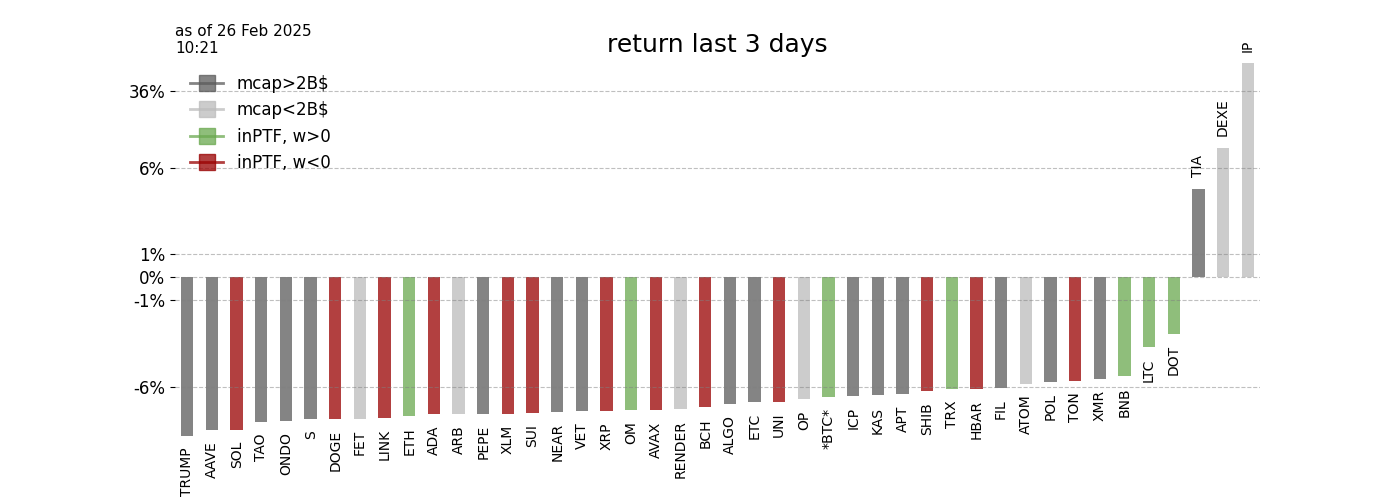 as of 26 Feb 2025
10:21
return last 3 days
mcap>2B$
mcap<2B$
inPTF, w>0
inPTF, w<0
36%
6%
1%
0%
-1%
-6%
TRUMP
AAVE
SOL
TAO
ONDO
S
DOGE
FET
LINK
ETH
ADA
ARB
PEPE
XLM
SUI
NEAR
VET
XRP
OM
AVAX
RENDER
BCH
ALGO
ETC
UNI
OP
*BTC*
ICP
KAS
APT
SHIB
TRX
HBAR
FIL
ATOM
POL
TON
XMR
BNB
LTC
DOT
TIA
DEXE
IP